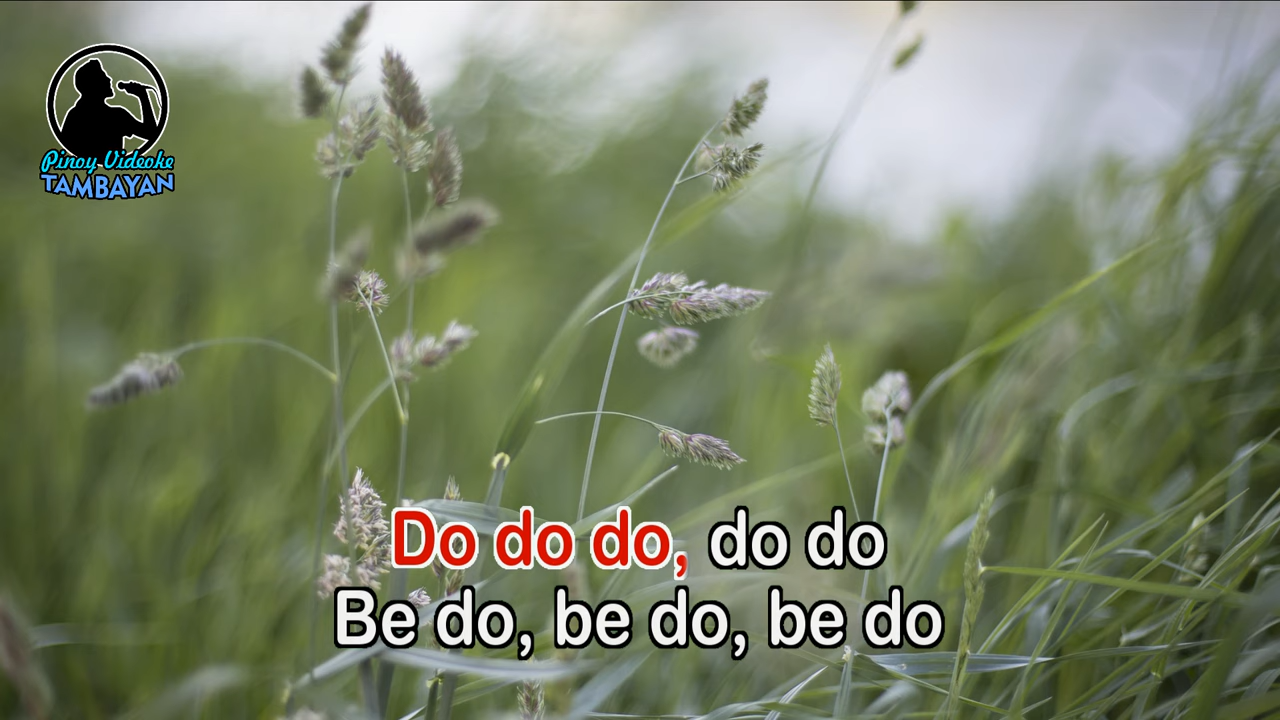 Pinoy Videoke
TAMBAYAN
Do do do, do do
Be do, be do, be do